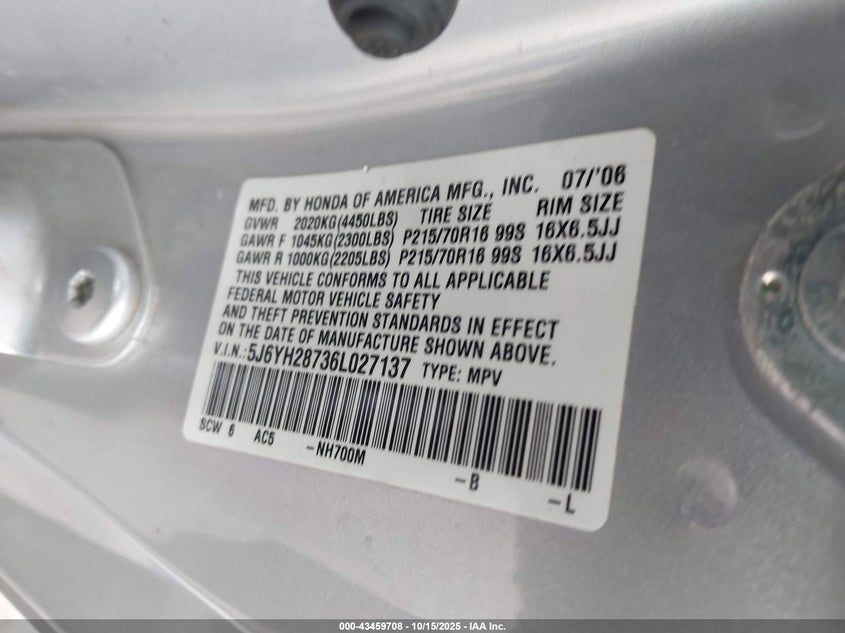 MFD. BY HONDA OF AMERICA MFG., INC. 07/'06
GVWR 2020KG(4450LBS) TIRE SIZE RIM SIZE
GAWR F 1045KG(2300LBS) P215/70R16 99S 16X6.5JJ
GAWR R 1000KG(2205LBS) P215/70R16 99S 16X6.5JJ
THIS VEHICLE CONFORMS TO ALL APPLICABLE
FEDERAL MOTOR VEHICLE SAFETY
AND THEFT PREVENTION STANDARDS IN EFFECT
ON THE DATE OF MANUFACTURE SHOWN ABOVE.
V.I.N.: 5J6YH28736L027137 TYPE: MPV
SCW 6 AC5 -NH700M -B -L
000-43459708 - 10/15/2025 - IAA Inc.